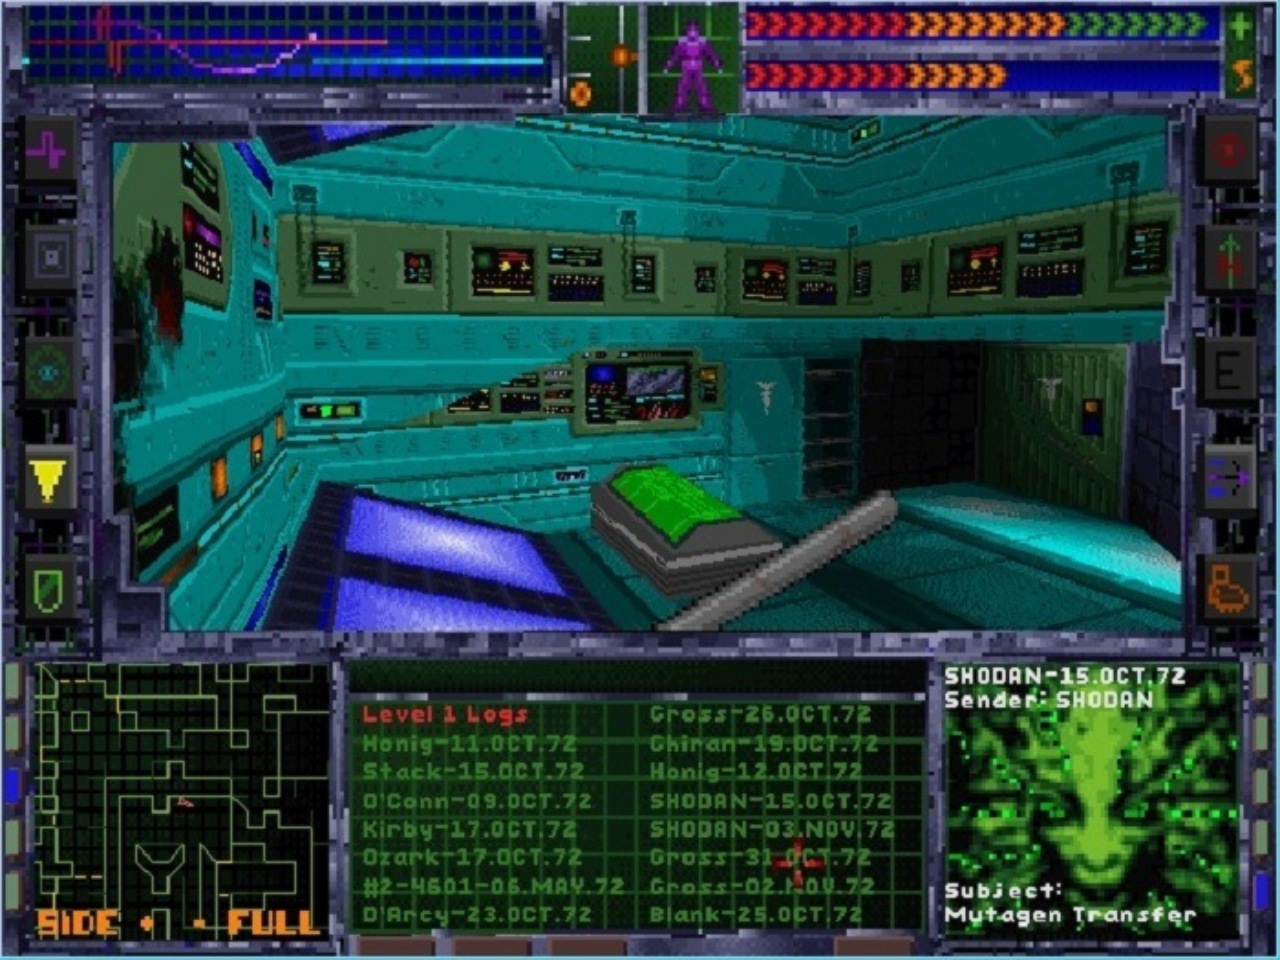 E
SIDE + - FULL
Level 1 Logs
Honig-11.OCT.72
Stack-15.OCT.72
O'Conn-09.OCT.72
Kirby-17.OCT.72
Ozark-17.OCT.72
#2-4601-06.MAY.72
D'Arcy-23.OCT.72
Gross-26.OCT.72
Ghiran-19.OCT.72
Honig-12.OCT.72
SHODAN-15.OCT.72
SHODAN-03.NOV.72
Gross-31.OCT.72
Gross-02.NOV.72
Blank-25.OCT.72
SHODAN-15.OCT.72
Sender: SHODAN
Subject:
Mutagen Transfer